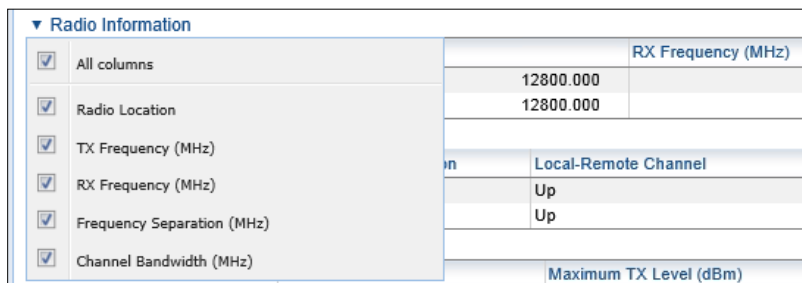 Radio Information
All columns
RX Frequency (MHz)
12800.000
Radio Location
12800.000
TX Frequency (MHz)
n
Local-Remote Channel
RX Frequency (MHz)
Up
Frequency Separation (MHz)
Up
Channel Bandwidth (MHz)
Maximum TX Level (dBm)